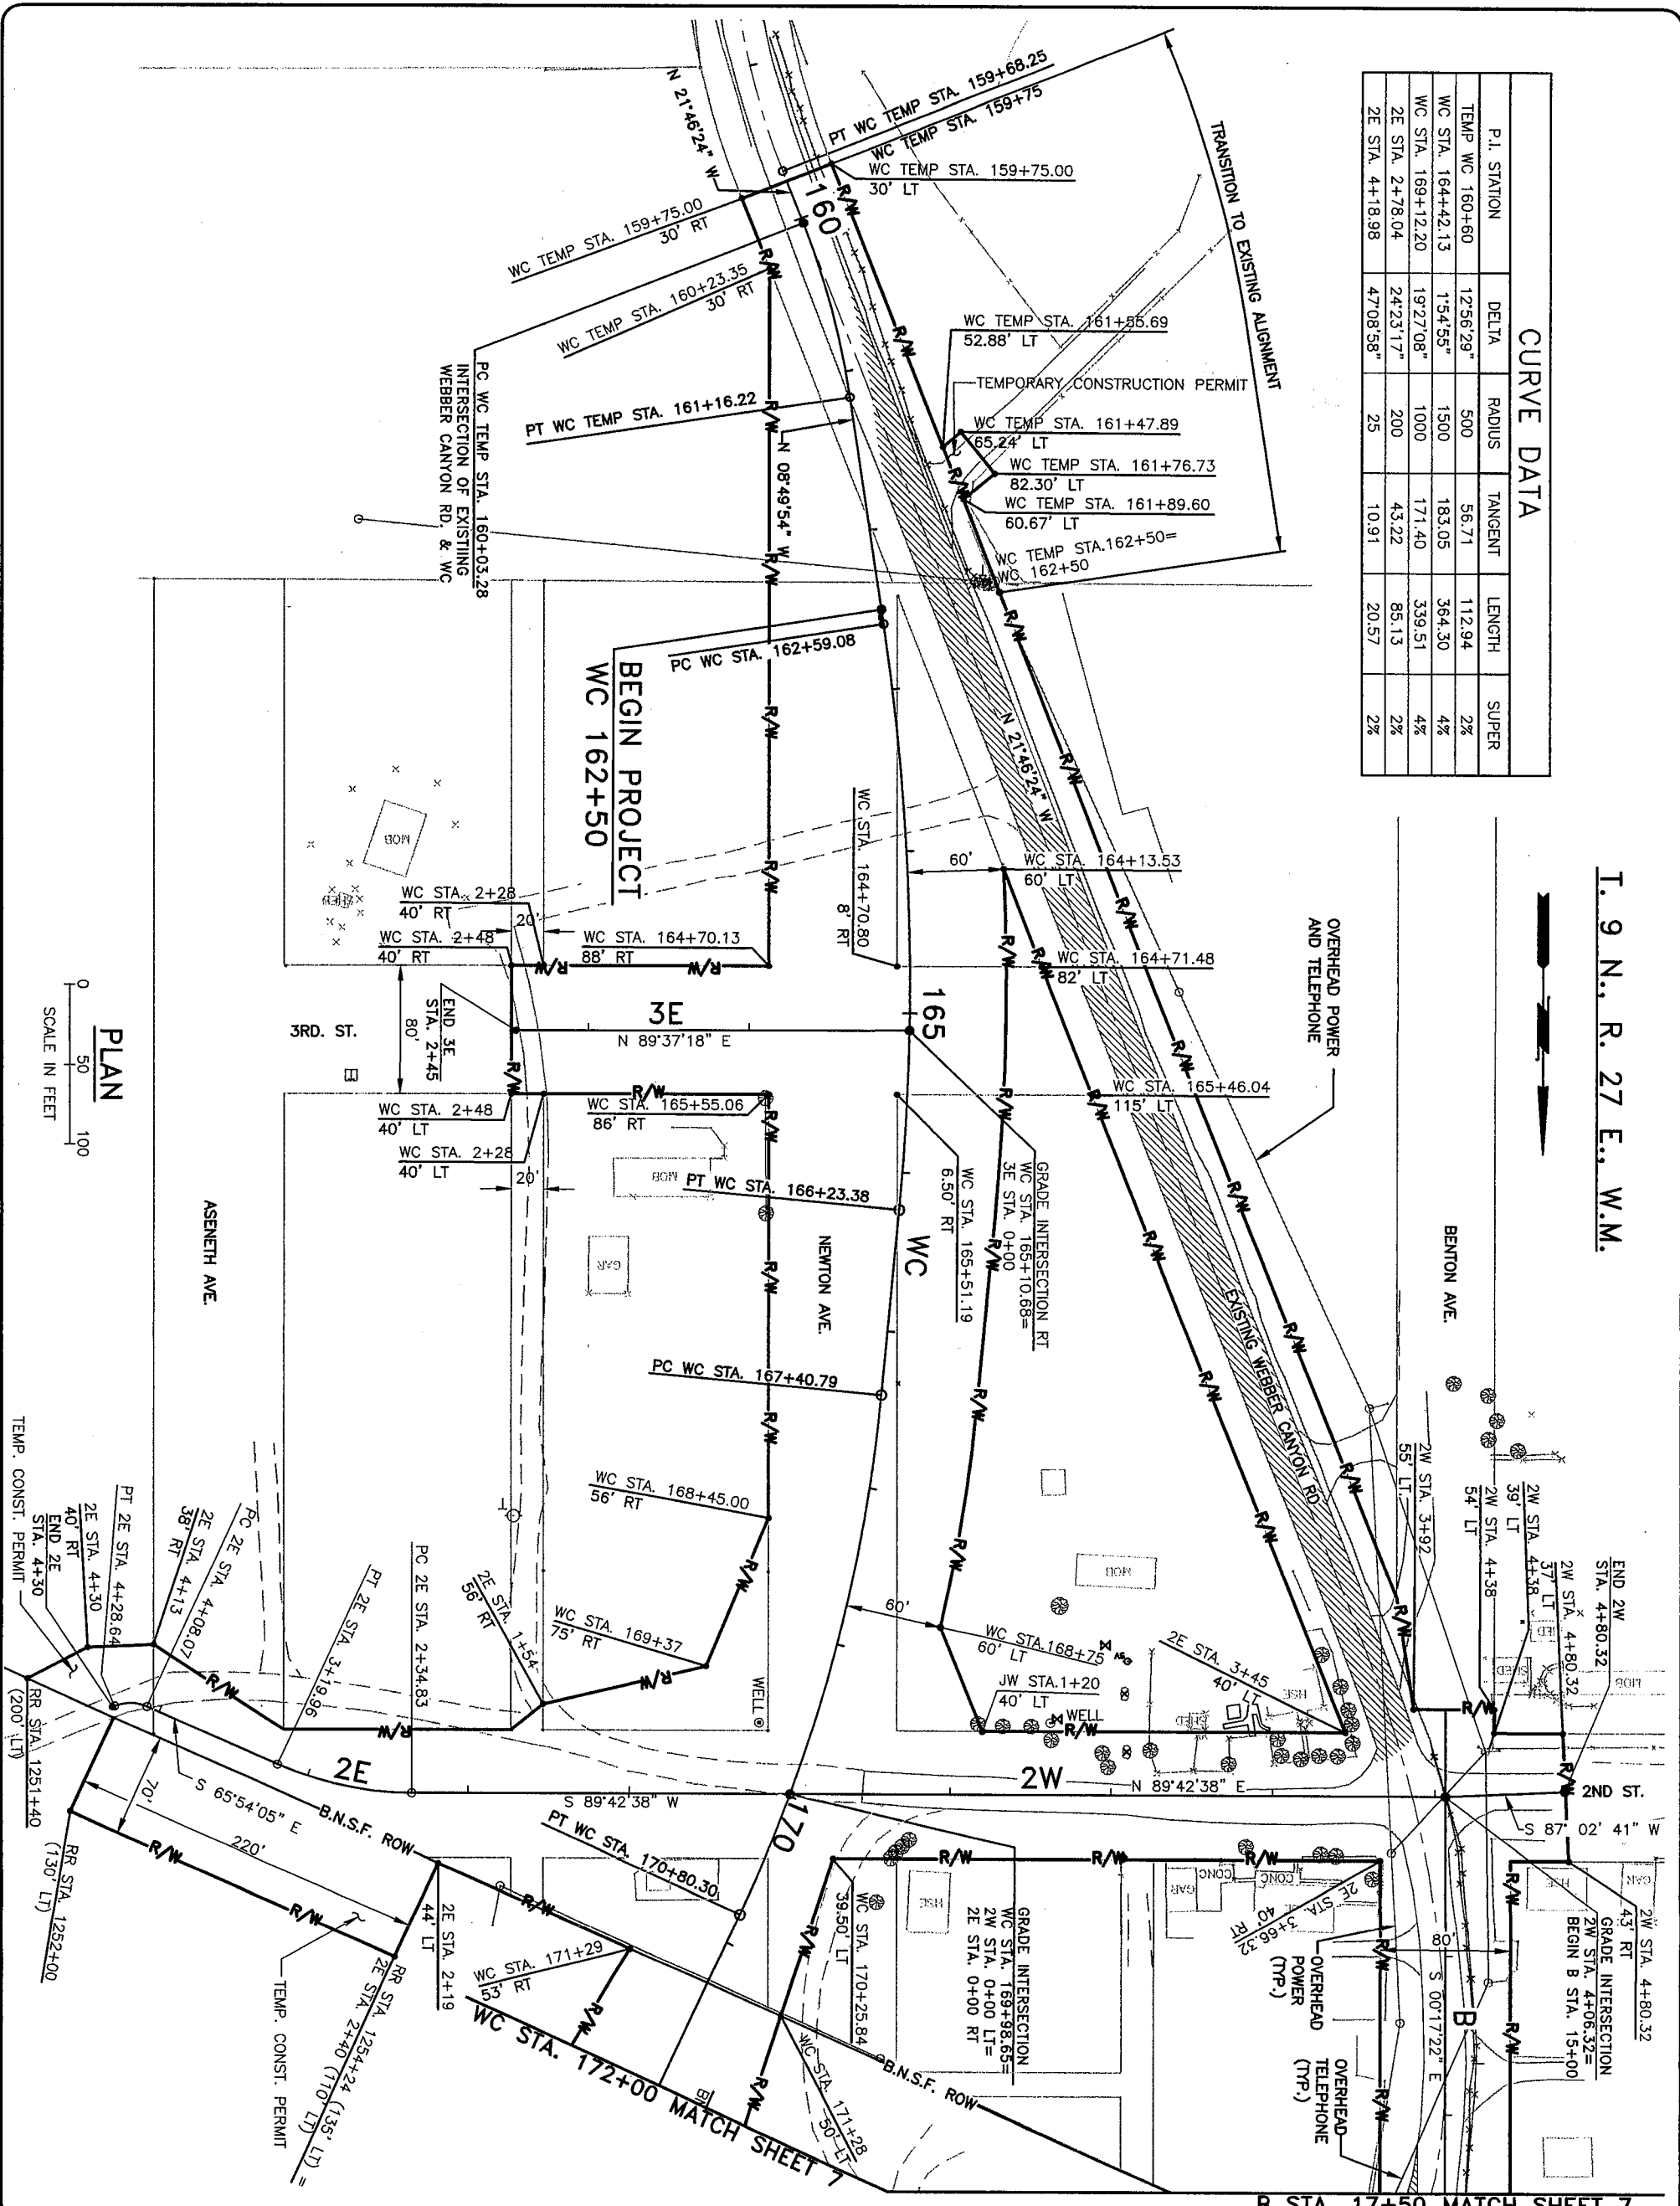 CURVE DATA
P.I. STATION DELTA RADIUS TANGENT LENGTH SUPER
TEMP WC 160+60 12°56'29" 500 56.71 112.94 2%
WC STA. 164+42.13 1°54'55" 1500 183.05 364.30 4%
WC STA. 169+12.20 19°27'08" 1000 171.40 339.51 4%
2E STA. 2+78.04 24°23'17" 200 43.22 85.13 2%
2E STA. 4+18.98 47°08'58" 25 10.91 20.57 2%
T. 9 N., R. 27 E., W.M.
N
TRANSITION TO EXISTING ALIGNMENT
PT WC TEMP STA. 159+68.25
WC TEMP STA. 159+75
WC TEMP STA. 159+75.00
30' LT
N 21°46'24" W
160
WC TEMP STA. 159+75.00
30' RT
WC TEMP STA. 160+23.35
30' RT
PC WC TEMP STA. 160+03.28
INTERSECTION OF EXISTING
WEBBER CANYON RD. & WC
PT WC TEMP STA. 161+16.22
N 08°49'54" W
WC TEMP STA. 161+55.69
52.88' LT
TEMPORARY CONSTRUCTION PERMIT
WC TEMP STA. 161+47.89
65.24' LT
WC TEMP STA. 161+76.73
82.30' LT
WC TEMP STA. 161+89.60
60.67' LT
WC TEMP STA.162+50=
WC 162+50
PC WC STA. 162+59.08
BEGIN PROJECT
WC 162+50
N 21°46'24" W
WC STA. 164+13.53
60' LT
60'
WC STA. 164+70.80
8' RT
WC STA. 164+71.48
82' LT
WC STA. 165+46.04
115' LT
OVERHEAD POWER
AND TELEPHONE
BENTON AVE.
MOB
SHED
WC STA. 2+28
40' RT
20'
WC STA. 2+48
40' RT
WC STA. 164+70.13
88' RT
165
3E
N 89°37'18" E
END 3E
STA. 2+45
80'
3RD. ST.
WC STA. 2+48
40' LT
WC STA. 2+28
40' LT
20'
WC STA. 165+55.06
86' RT
MOB
GAR
PT WC STA. 166+23.38
GRADE INTERSECTION RT
WC STA. 165+10.68=
3E STA. 0+00
WC STA. 165+51.19
6.50' RT
WC
NEWTON AVE.
EXISTING WEBBER CANYON RD
PC WC STA. 167+40.79
WC STA. 168+45.00
56' RT
PLAN
0 50 100
SCALE IN FEET
ASENETH AVE.
WC STA. 169+37
75' RT
2E STA. 1+54
56' RT
PC 2E STA. 2+34.83
PT 2E STA. 3+19.96
PC 2E STA. 4+08.07
2E STA. 4+13
38' RT
PT 2E STA. 4+28.64
2E STA. 4+30
40' RT
END 2E
STA. 4+30
TEMP. CONST. PERMIT
WELL
MOB
60'
WC STA.168+75
60' LT
JW STA.1+20
40' LT
WELL
2E STA. 3+45
40' LT
HSE
SHED
2W STA. 3+92
55' LT.
2W STA. 4+38
39' LT
2W STA. 4+38
54' LT
2W STA. 4+80.32
37' LT
END 2W
STA. 4+80.32
SHED
MOB
2E
S 89°42'38" W
170
2W
N 89°42'38" E
2ND ST.
S 87° 02' 41" W
RR STA. 1251+40
(200' LT)
70'
S 65°54'05" E
B.N.S.F. ROW
220'
RR STA. 1252+00
(130' LT)
PT WC STA. 170+80.30
2E STA. 2+19
44' LT
RR STA. 1254+24 (135' LT) =
2E STA. 2+40 (110' LT)
TEMP. CONST. PERMIT
WC STA. 171+29
53' RT
WC STA. 172+00 MATCH SHEET 7
WC STA. 170+25.84
39.50' LT
HSE
GRADE INTERSECTION
WC STA. 169+98.65=
2W STA. 0+00 LT=
2E STA. 0+00 RT
WC STA. 171+28
50' LT
B.N.S.F. ROW
GAR
CONC
CONC
2E STA. 3+66.32
40' RT
OVERHEAD
POWER
(TYP.)
OVERHEAD
TELEPHONE
(TYP.)
80'
S 00°17'22" E
B
HSE
GAR
2W STA. 4+80.32
43' RT
GRADE INTERSECTION
2W STA. 4+06.32=
BEGIN B STA. 15+00
B STA. 17+50 MATCH SHEET 7